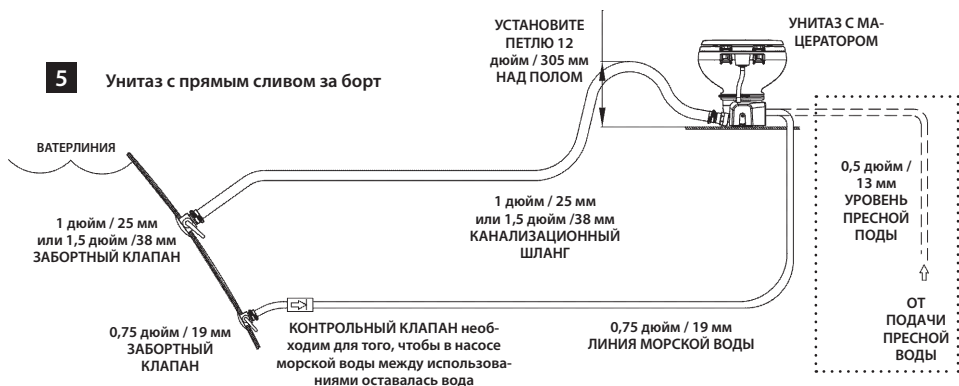 УСТАНОВИТЕ
ПЕТЛЮ 12
дюйм / 305 мм
НАД ПОЛОМ
УНИТАЗ С МА-
ЦЕРАТОРОМ
5 Унитаз с прямым сливом за борт
ВАТЕРЛИНИЯ
1 дюйм / 25 мм
или 1,5 дюйм /38 мм
ЗАБОРТНЫЙ КЛАПАН
1 дюйм / 25 мм
или 1,5 дюйм /38 мм
КАНАЛИЗАЦИОННЫЙ
ШЛАНГ
0,5 дюйм /
13 мм
УРОВЕНЬ
ПРЕСНОЙ
ПОДЫ
0,75 дюйм / 19 мм
ЗАБОРТНЫЙ
КЛАПАН
КОНТРОЛЬНЫЙ КЛАПАН необ-
ходим для того, чтобы в насосе
морской воды между использова-
ниями оставалась вода
0,75 дюйм / 19 мм
ЛИНИЯ МОРСКОЙ ВОДЫ
ОТ
ПОДАЧИ
ПРЕСНОЙ
ВОДЫ